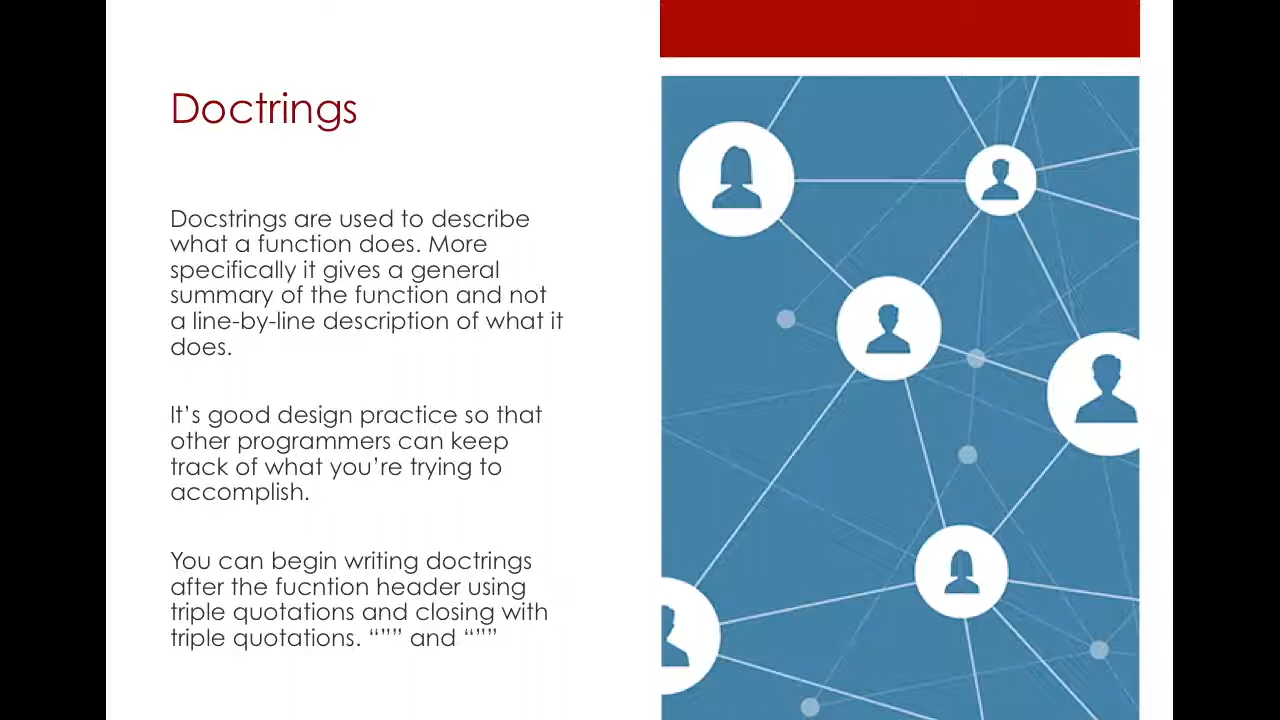 Doctrings
Docstrings are used to describe
what a function does. More
specifically it gives a general
summary of the function and not
a line-by-line description of what it
does.
It’s good design practice so that
other programmers can keep
track of what you’re trying to
accomplish.
You can begin writing doctrings
after the fucntion header using
triple quotations and closing with
triple quotations. “”” and “””